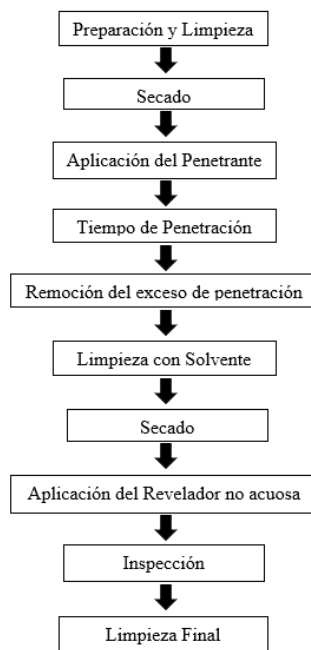 Preparación y Limpieza
Secado
Aplicación del Penetrante
Tiempo de Penetración
Remoción del exceso de penetración
Limpieza con Solvente
Secado
Aplicación del Revelador no acuosa
Inspección
Limpieza Final